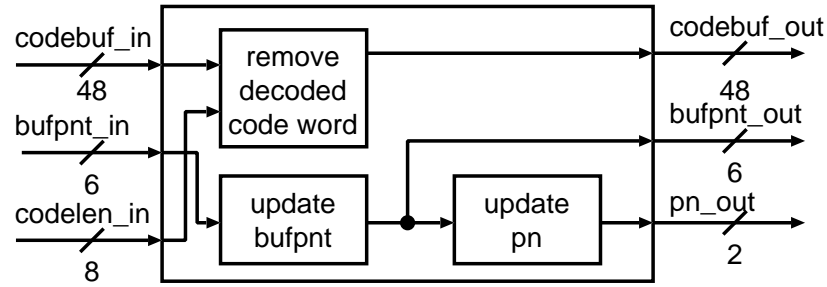 codebuf_in
48
bufpnt_in
6
codelen_in
8
remove
decoded
code word
update
bufpnt
update
pn
codebuf_out
48
bufpnt_out
6
pn_out
2